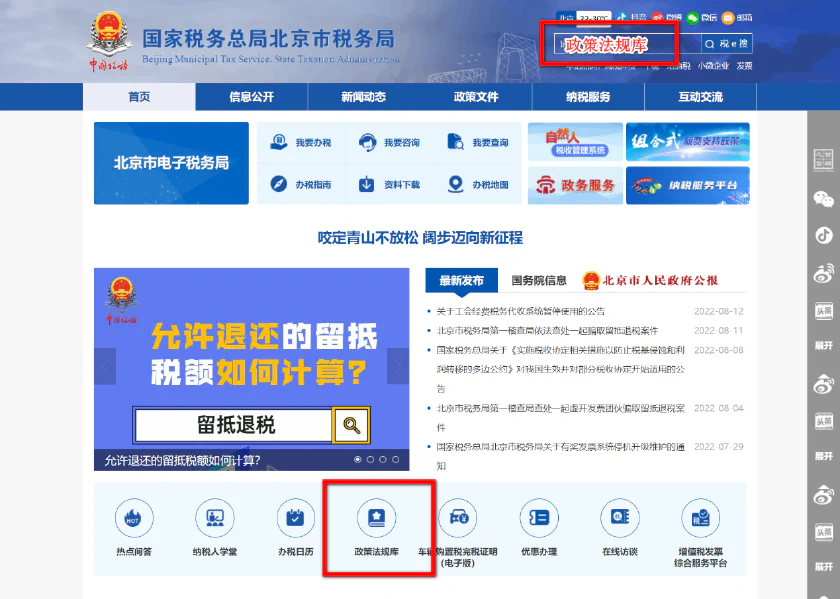 北京 22~30℃ 抖音 微博 微信 邮箱
国家税务总局北京市税务局
Beijing Municipal Tax Service, State Taxation Administration
中国税务
政策法规库
税e搜
小微企业 发票
首页 信息公开 新闻动态 政策文件 纳税服务 互动交流
北京市电子税务局
我要办税 我要咨询 我要查询
办税指南 资料下载 办税地图
自然人
税收管理系统
组合式 税费支持政策
政务服务
纳税服务平台
咬定青山不放松 阔步迈向新征程
中国税务
允许退还的留抵
税额如何计算？
留抵退税
允许退还的留抵税额如何计算？
最新发布 国务院信息 北京市人民政府公报
关于工会经费税务代收系统暂停使用的公告 2022-08-12
北京市税务局第一稽查局依法查处一起骗取留抵退税案件 2022-08-11
国家税务总局关于《实施税收协定相关措施以防止税基侵蚀和利 2022-08-08
润转移的多边公约》对我国生效并对部分税收协定开始适用的公
告
北京市税务局第一稽查局查处一起虚开发票团伙骗取留抵退税案 2022-08-04
件
国家税务总局北京市税务局关于有奖发票系统停机升级维护的通 2022-07-29
知
HOT
热点问答 纳税人学堂 办税日历 政策法规库 车辆购置税完税证明 优惠办理 在线访谈 增值税发票
(电子版) 综合服务平台
税
头条
展开
头条
展开
头条
展开